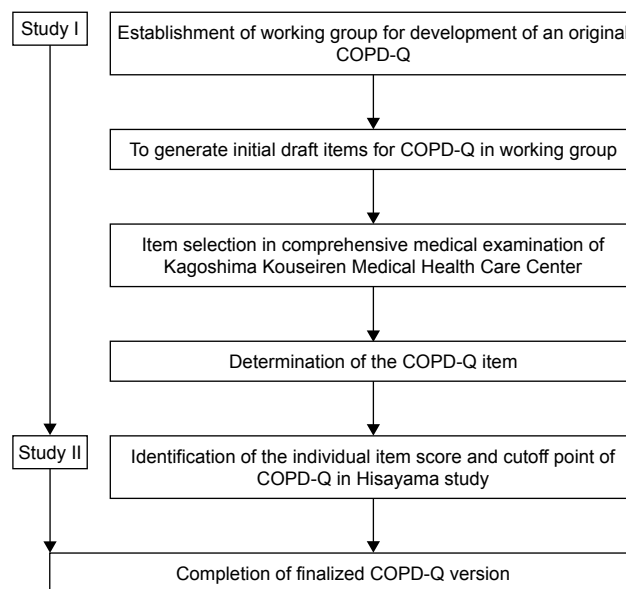 Study I
Establishment of working group for development of an original
COPD-Q
To generate initial draft items for COPD-Q in working group
Item selection in comprehensive medical examination of
Kagoshima Kouseiren Medical Health Care Center
Determination of the COPD-Q item
Study II
Identification of the individual item score and cutoff point of
COPD-Q in Hisayama study
Completion of finalized COPD-Q version